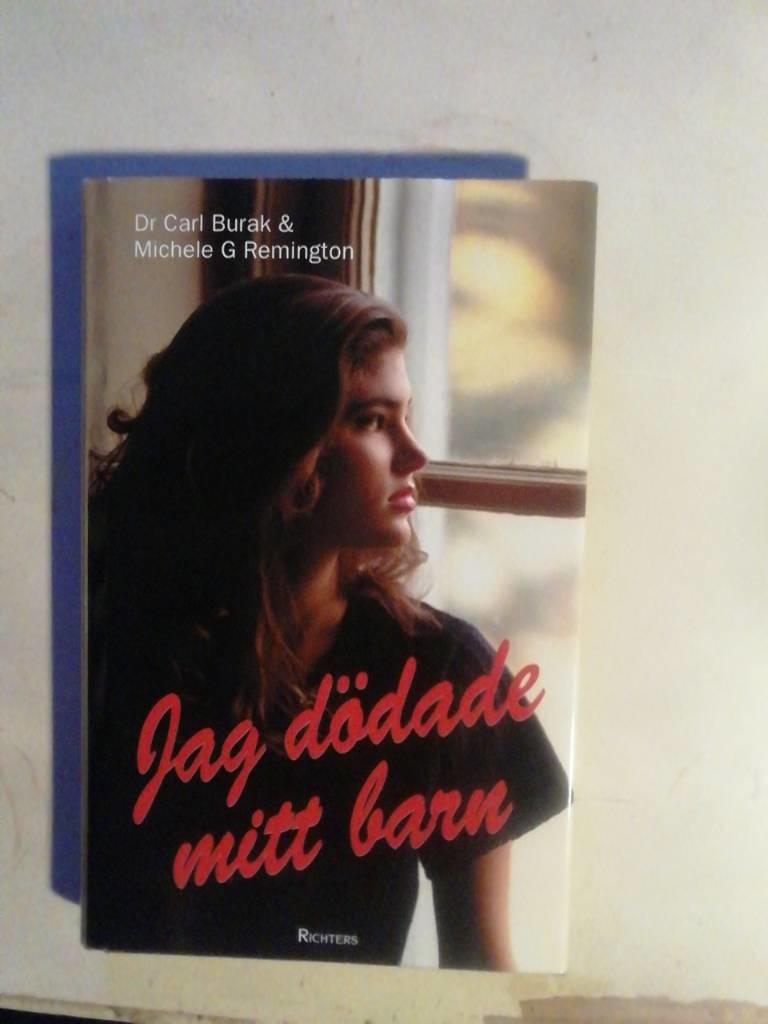 Dr Carl Burak &
Michele G Remington
Jag dödade
mitt barn
RICHTERS